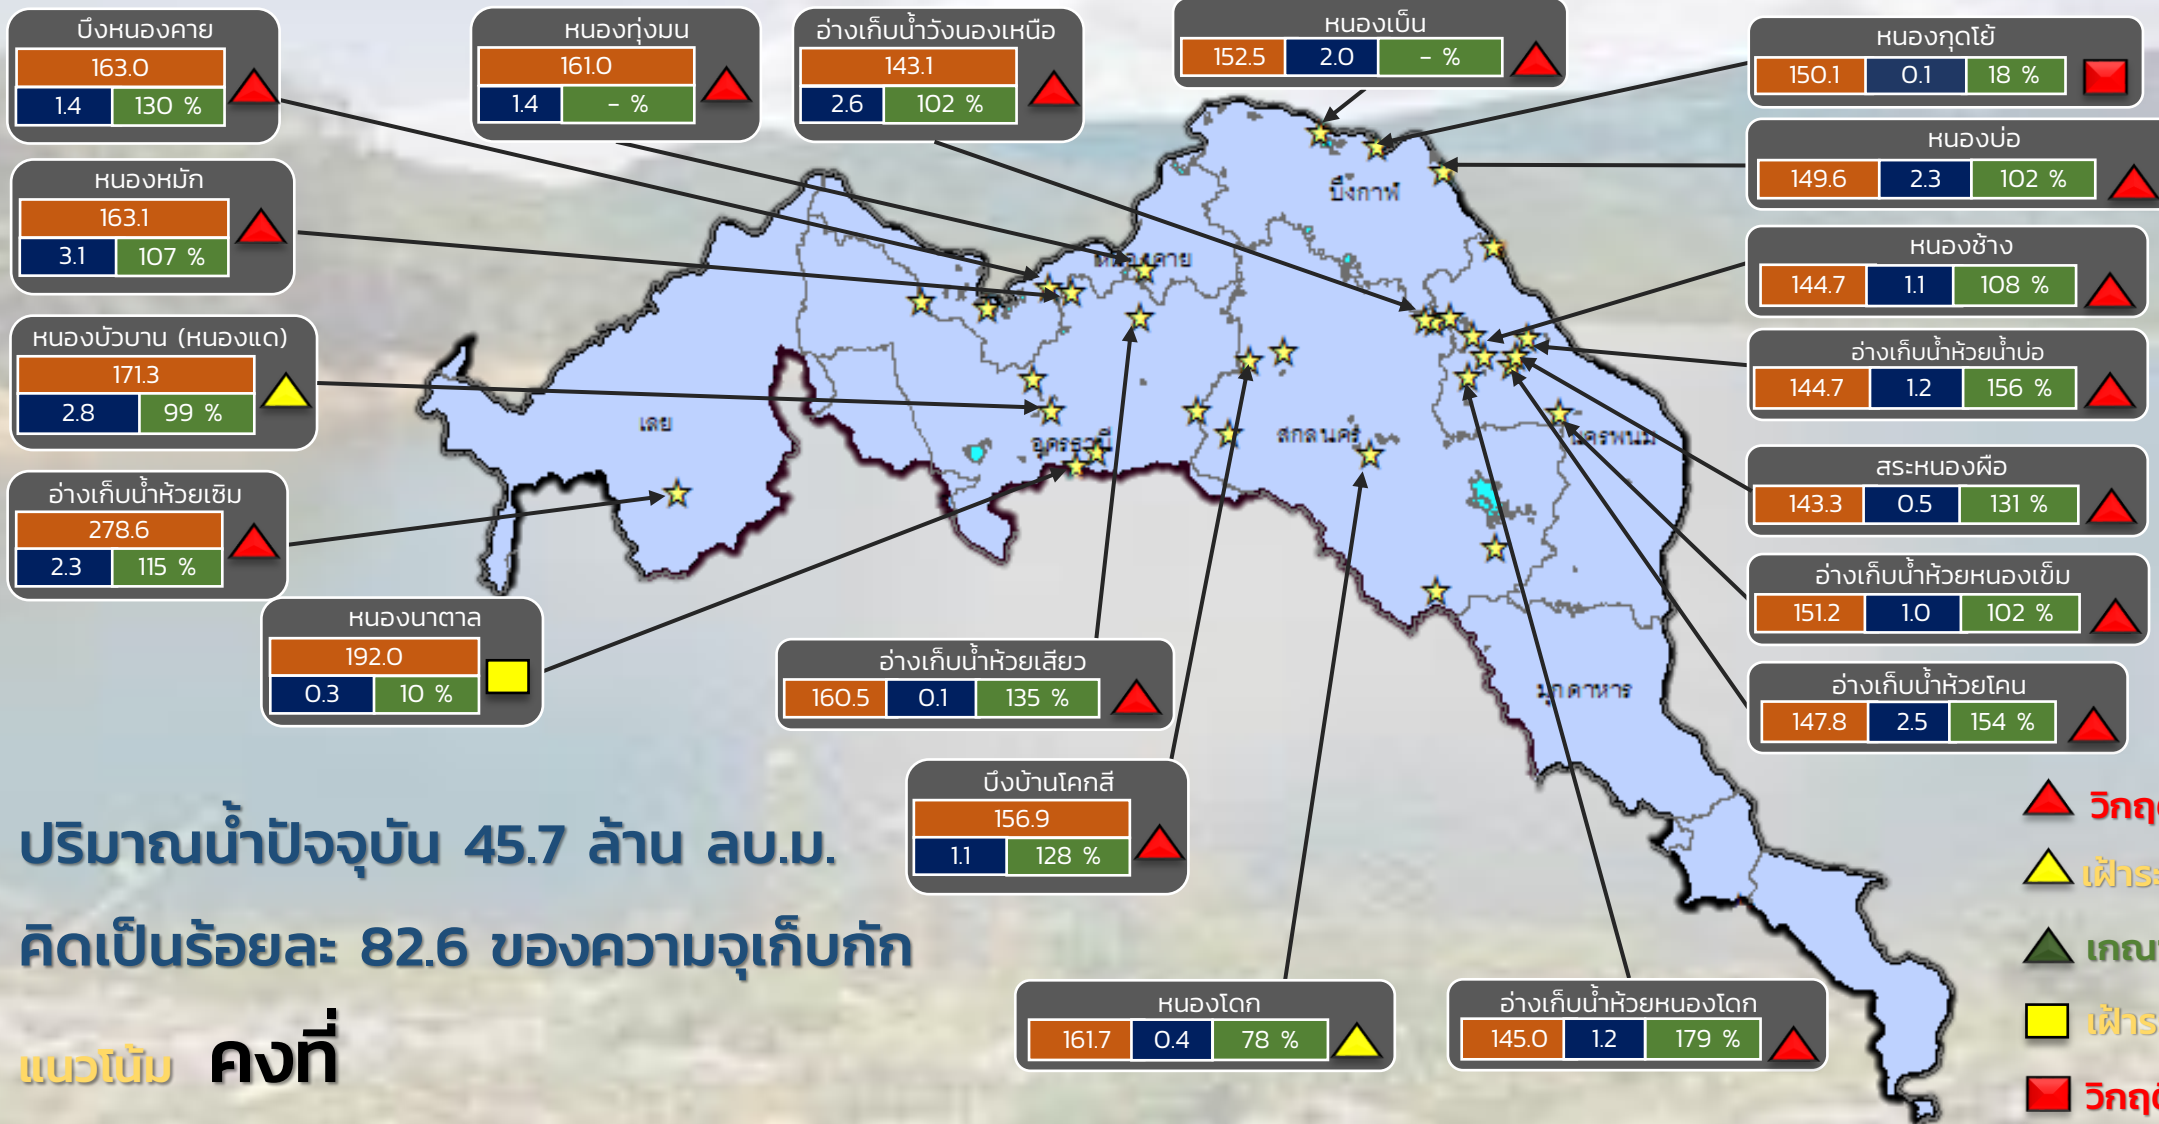 บึงหนองคาย
163.0
1.4 130 %
หนองทุ่งมน
161.0
1.4 - %
อ่างเก็บน้ำวังนองเหนือ
143.1
2.6 102 %
หนองเบ็น
152.5 2.0 - %
หนองกุดโย้
150.1 0.1 18 %
หนองหมัก
163.1
3.1 107 %
หนองบ่อ
149.6 2.3 102 %
หนองช้าง
144.7 1.1 108 %
หนองบัวบาน (หนองแด)
171.3
2.8 99 %
อ่างเก็บน้ำห้วยน้ำบ่อ
144.7 1.2 156 %
อ่างเก็บน้ำห้วยเซิม
278.6
2.3 115 %
สระหนองผือ
143.3 0.5 131 %
อ่างเก็บน้ำห้วยหนองเข็ม
151.2 1.0 102 %
หนองนาตาล
192.0
0.3 10 %
อ่างเก็บน้ำห้วยเสียว
160.5 0.1 135 %
อ่างเก็บน้ำห้วยโคน
147.8 2.5 154 %
บึงบ้านโคกสี
156.9
1.1 128 %
หนองโดก
161.7 0.4 78 %
อ่างเก็บน้ำห้วยหนองโดก
145.0 1.2 179 %
บึงกาฬ
หนองคาย
เลย
อุดรธานี
สกลนคร
นครพนม
มุกดาหาร
ปริมาณน้ำปัจจุบัน 45.7 ล้าน ลบ.ม.
คิดเป็นร้อยละ 82.6 ของความจุเก็บกัก
แนวโน้ม คงที่